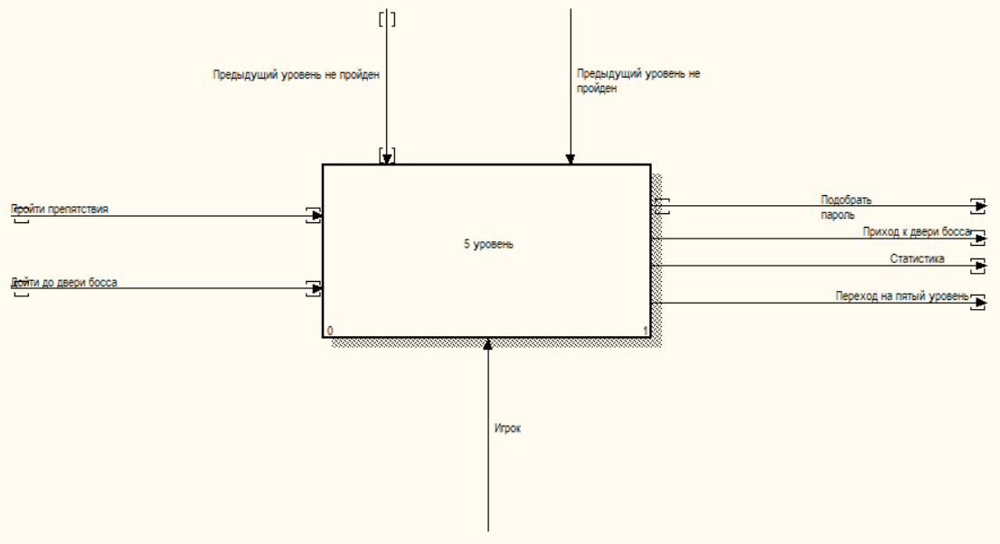 Предыдущий уровень не пройден
Предыдущий уровень не
пройден
Пройти препятствия
Дойти до двери босса
5 уровень
0
1
Подобрать
пароль
Приход к двери босса
Статистика
Переход на пятый уровень
Игрок